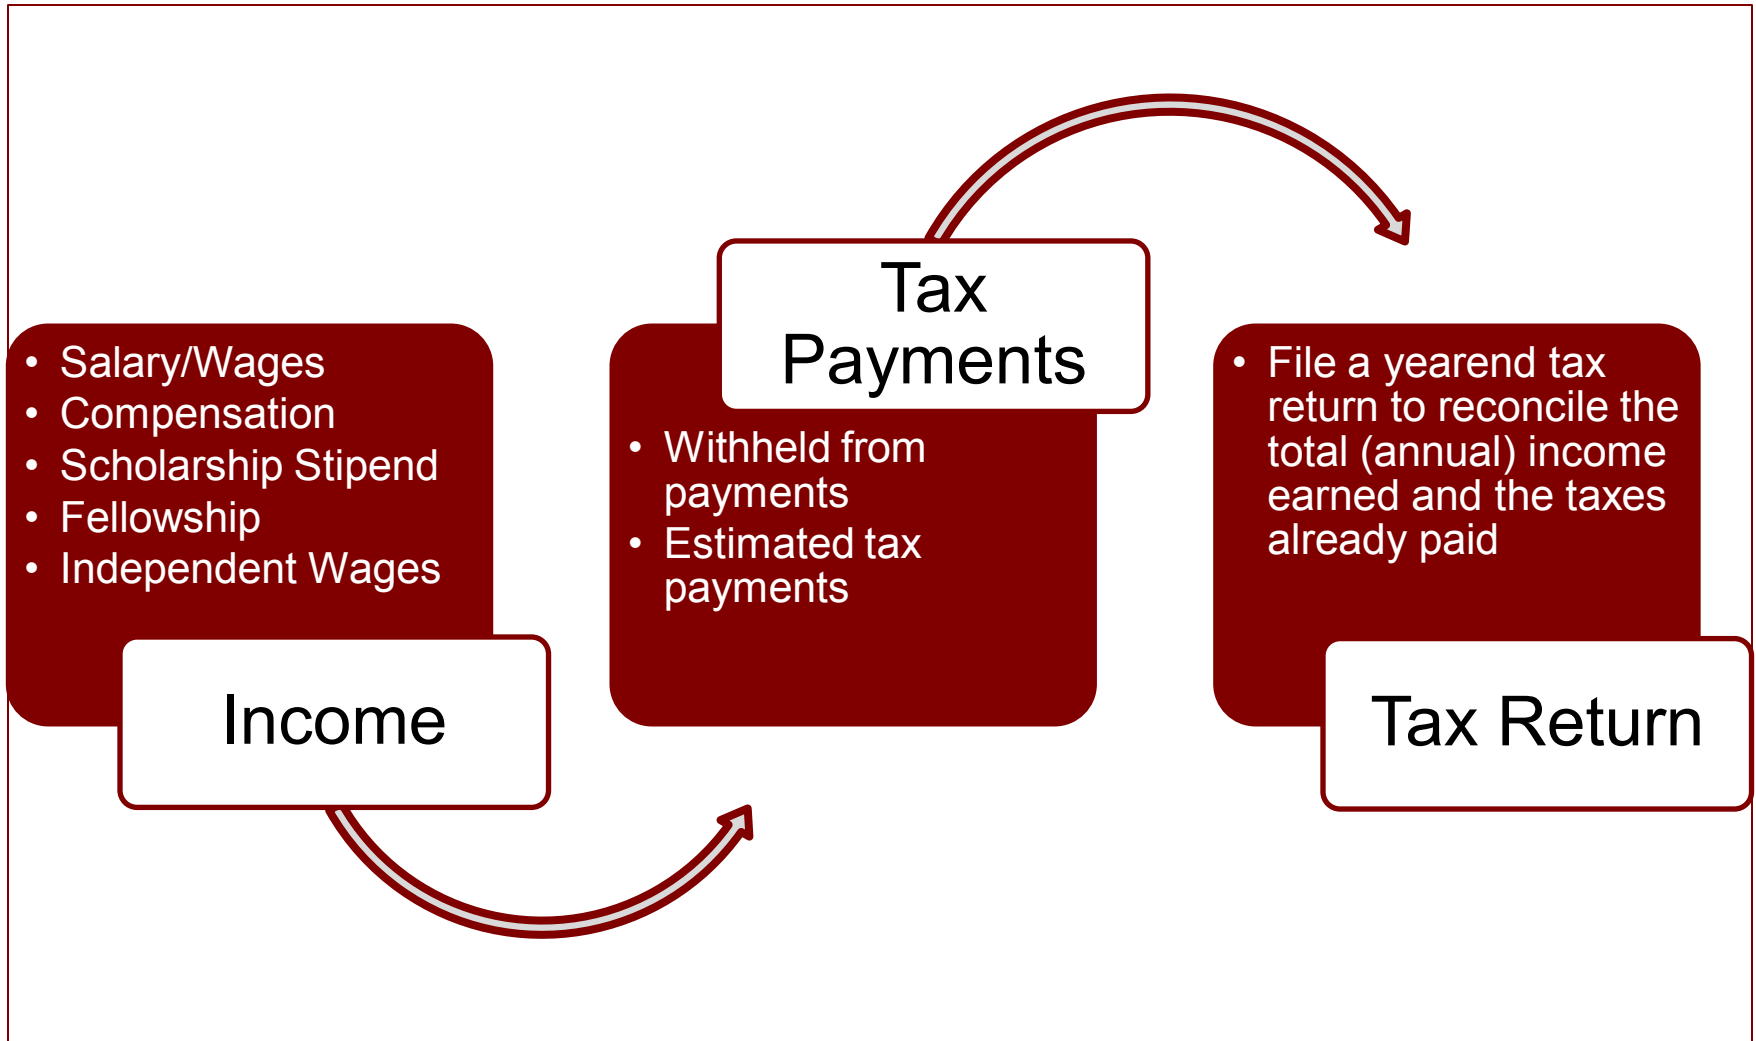 • Salary/Wages
• Compensation
• Scholarship Stipend
• Fellowship
• Independent Wages
Income
Tax
Payments
• Withheld from
payments
• Estimated tax
payments
• File a yearend tax
return to reconcile the
total (annual) income
earned and the taxes
already paid
Tax Return